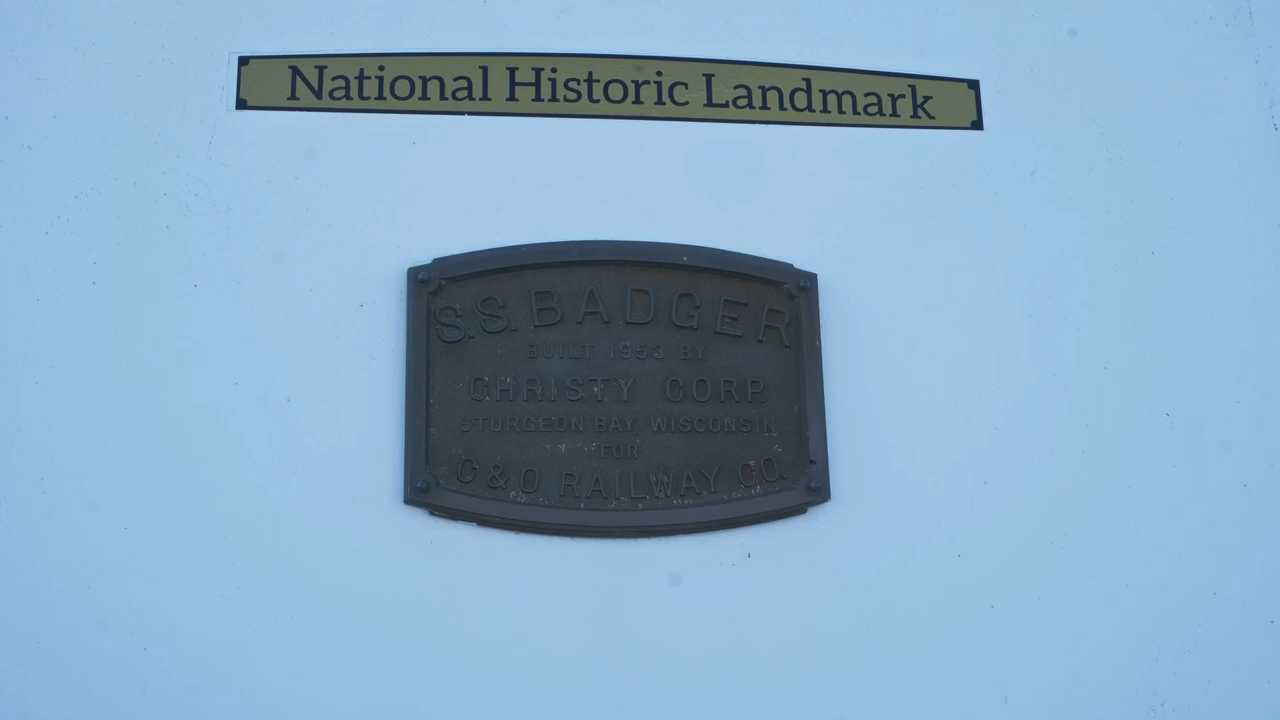 National Historic Landmark
S.S. BADGER
BUILT 1953 BY
CHRISTY CORP.
STURGEON BAY, WISCONSIN
FOR
C & O RAILWAY CO.